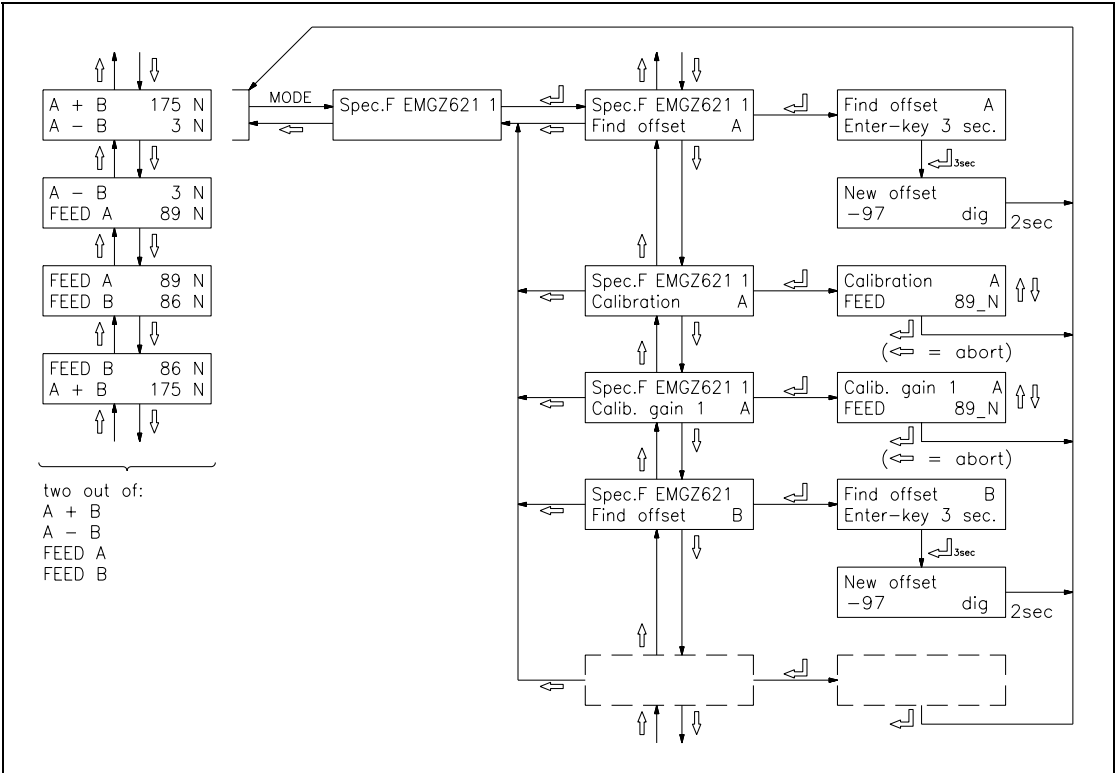 A + B 175 N
A − B 3 N
A − B 3 N
FEED A 89 N
FEED A 89 N
FEED B 86 N
FEED B 86 N
A + B 175 N
two out of:
A + B
A − B
FEED A
FEED B
MODE
Spec.F EMGZ621 1
Spec.F EMGZ621 1
Find offset A
Find offset A
Enter-key 3 sec.
3sec
New offset
−97 dig
2sec
Spec.F EMGZ621 1
Calibration A
Calibration A
FEED 89_N
(⇦ = abort)
Spec.F EMGZ621 1
Calib. gain 1 A
Calib. gain 1 A
FEED 89_N
(⇦ = abort)
Spec.F EMGZ621
Find offset B
Find offset B
Enter-key 3 sec.
3sec
New offset
−97 dig
2sec